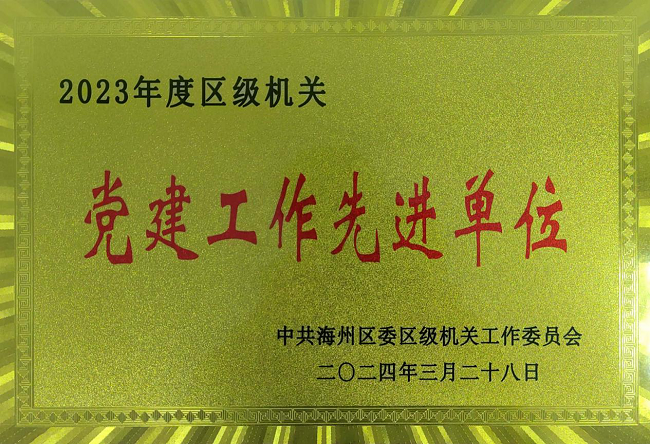 2023年度区级机关
党建工作先进单位
中共海州区委区级机关工作委员会
二〇二四年三月二十八日